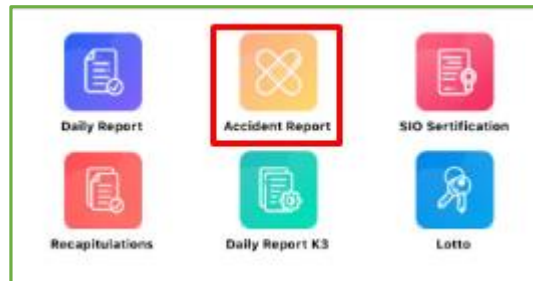 Daily Report
Accident Report
SIO Sertification
Recapitulations
Daily Report K3
Lotto